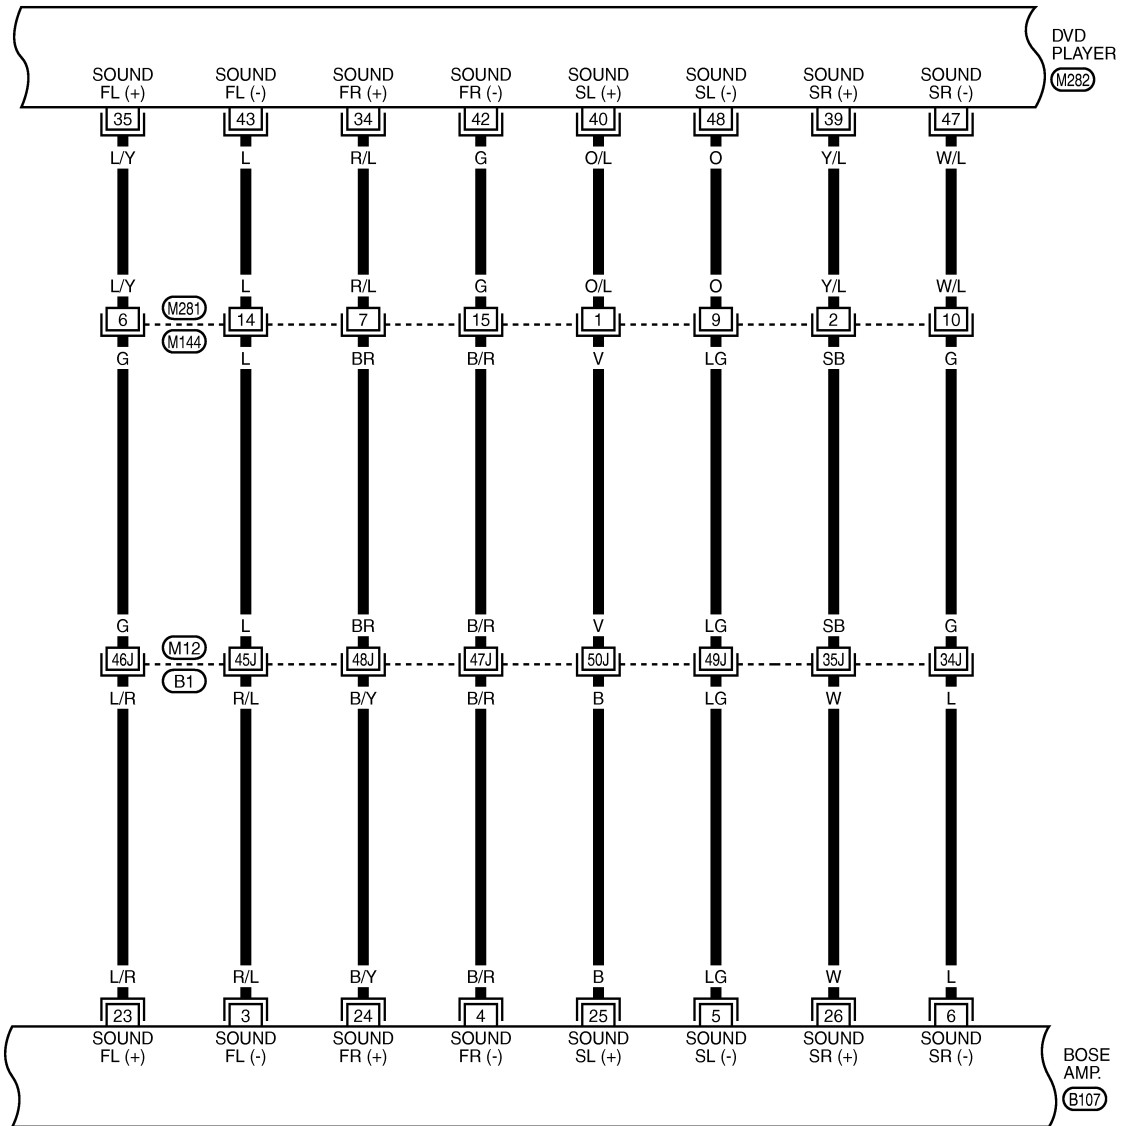 DVD
PLAYER
M282
SOUND SOUND SOUND SOUND SOUND SOUND SOUND SOUND
FL (+) FL (-) FR (+) FR (-) SL (+) SL (-) SR (+) SR (-)
35 43 34 42 40 48 39 47
L/Y L R/L G O/L O Y/L W/L
L/Y L R/L G O/L O Y/L W/L
M281
6 14 7 15 1 9 2 10
M144
G L BR B/R V LG SB G
G L BR B/R V LG SB G
M12
46J 45J 48J 47J 50J 49J 35J 34J
B1
L/R R/L B/Y B/R B LG W L
L/R R/L B/Y B/R B LG W L
23 3 24 4 25 5 26 6
SOUND SOUND SOUND SOUND SOUND SOUND SOUND SOUND
FL (+) FL (-) FR (+) FR (-) SL (+) SL (-) SR (+) SR (-)
BOSE
AMP.
B107